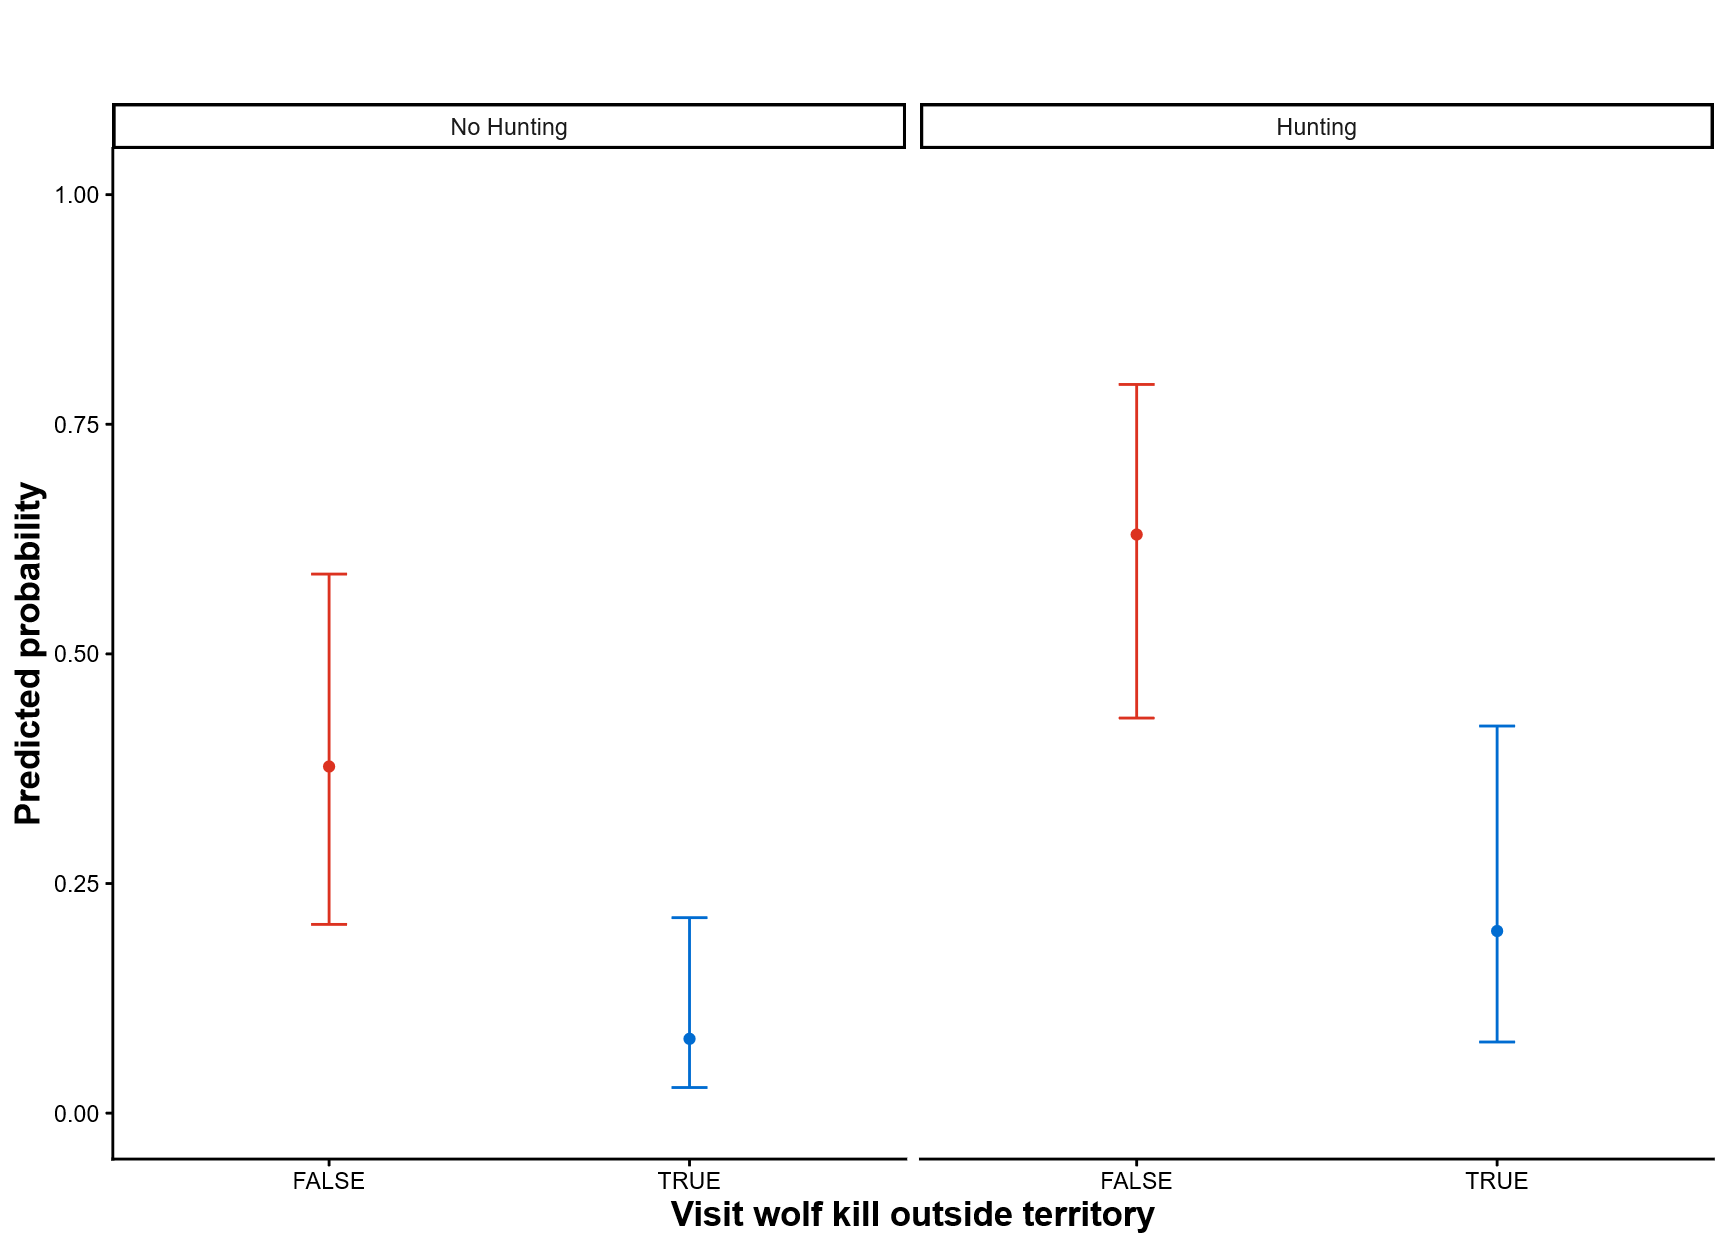 No Hunting
Hunting
1.00
0.75
0.50
0.25
0.00
Predicted probability
FALSE
TRUE
FALSE
TRUE
Visit wolf kill outside territory